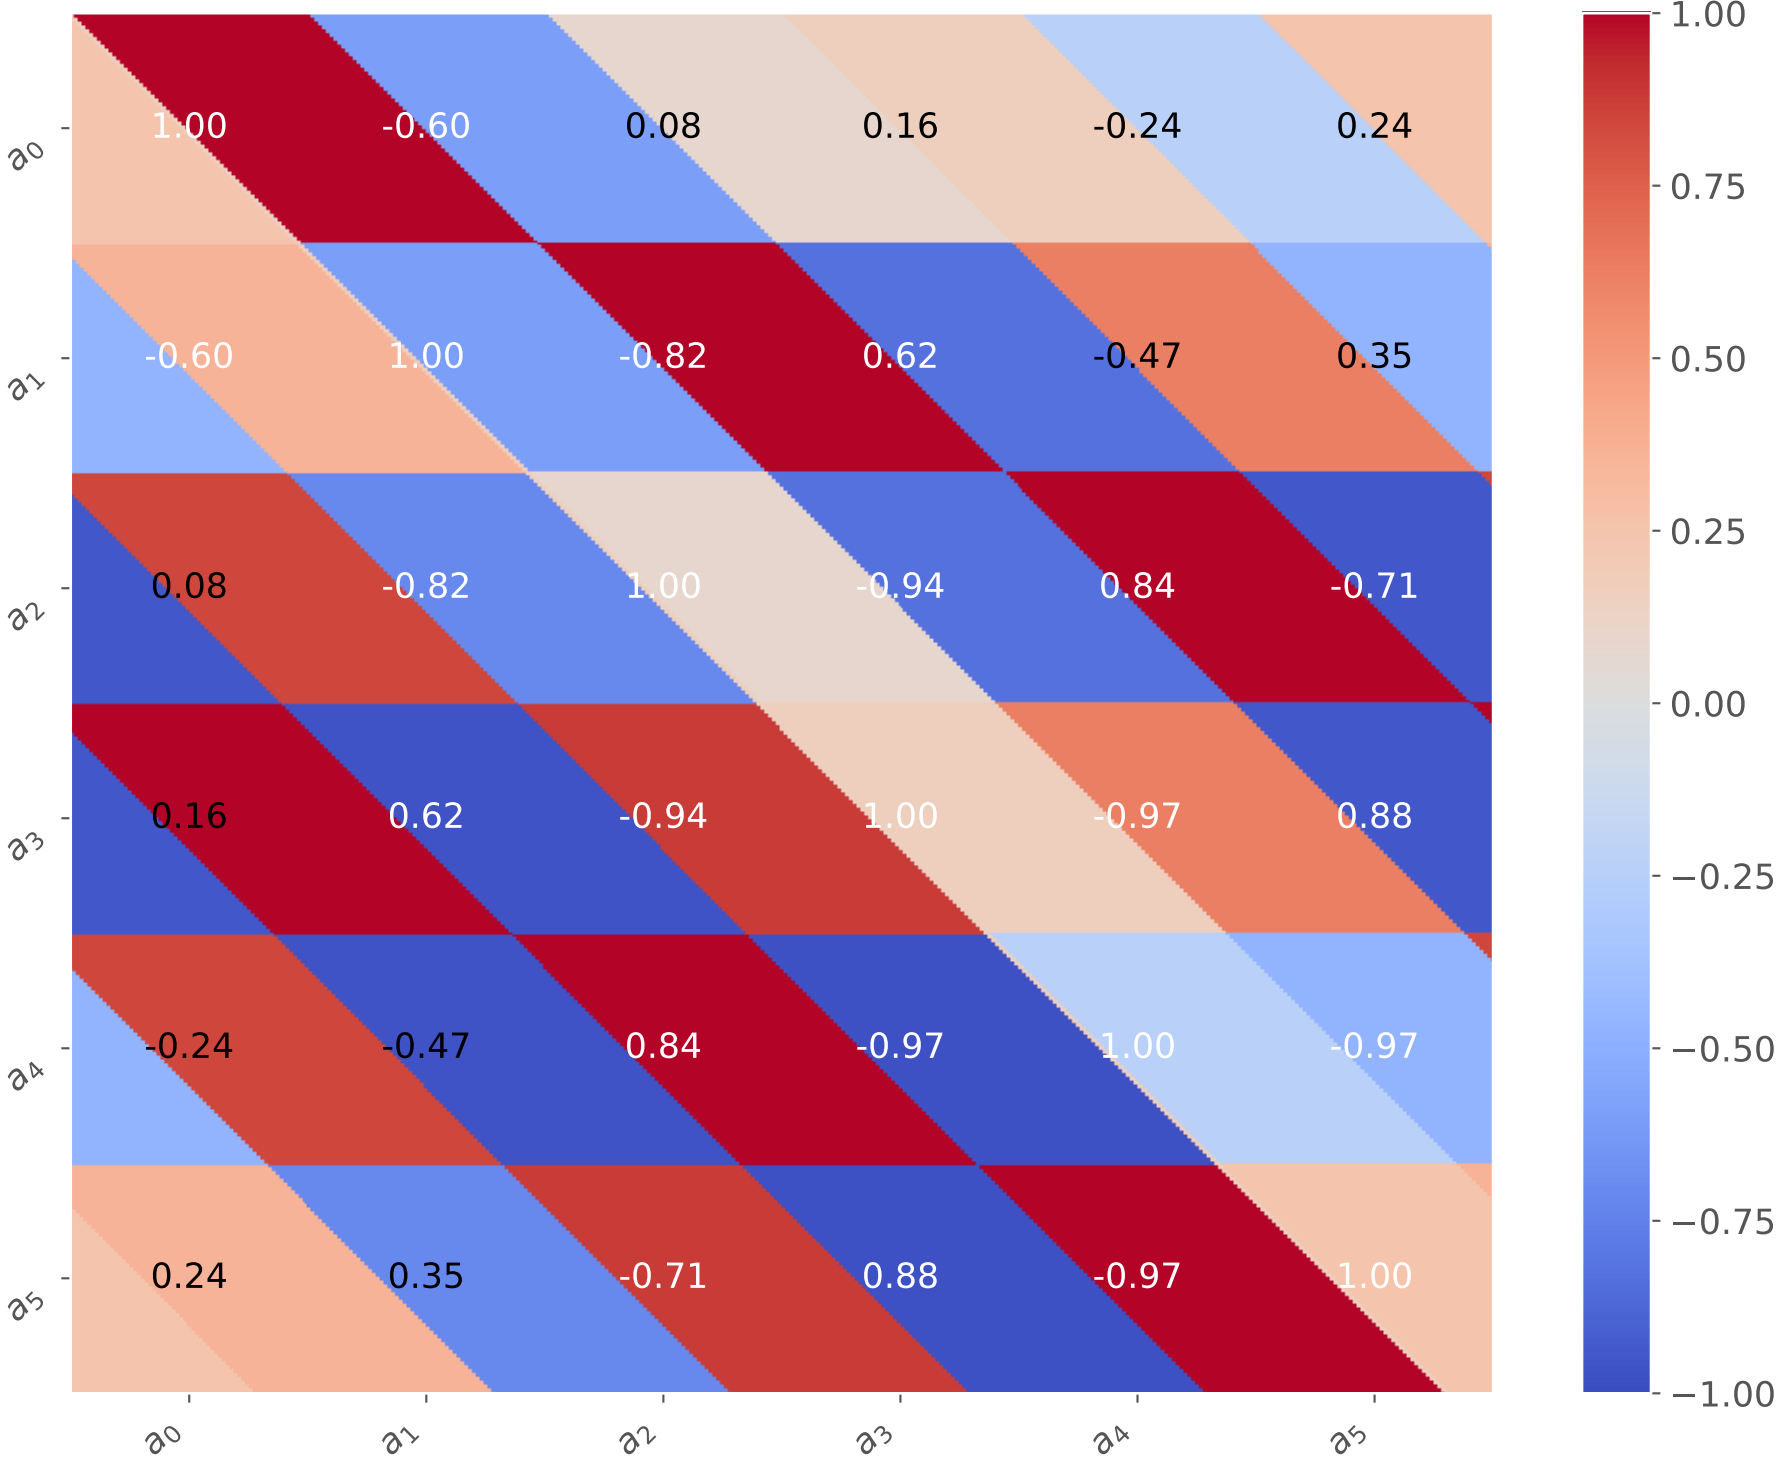 1.00
a₀ 1.00 -0.60 0.08 0.16 -0.24 0.24
0.75
a₁ -0.60 1.00 -0.82 0.62 -0.47 0.35 0.50
0.25
a₂ 0.08 -0.82 1.00 -0.94 0.84 -0.71
0.00
a₃ 0.16 0.62 -0.94 1.00 -0.97 0.88
−0.25
a₄ -0.24 -0.47 0.84 -0.97 1.00 -0.97 −0.50
−0.75
a₅ 0.24 0.35 -0.71 0.88 -0.97 1.00
−1.00
a₀ a₁ a₂ a₃ a₄ a₅